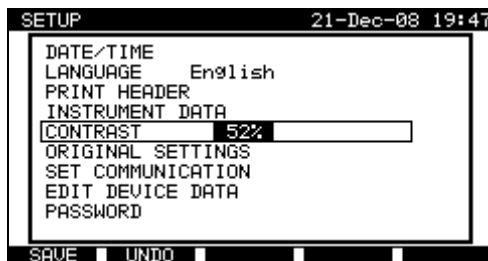 SETUP 21-Dec-08 19:47
DATE/TIME
LANGUAGE English
PRINT HEADER
INSTRUMENT DATA
CONTRAST 52%
ORIGINAL SETTINGS
SET COMMUNICATION
EDIT DEVICE DATA
PASSWORD
SAVE UNDO